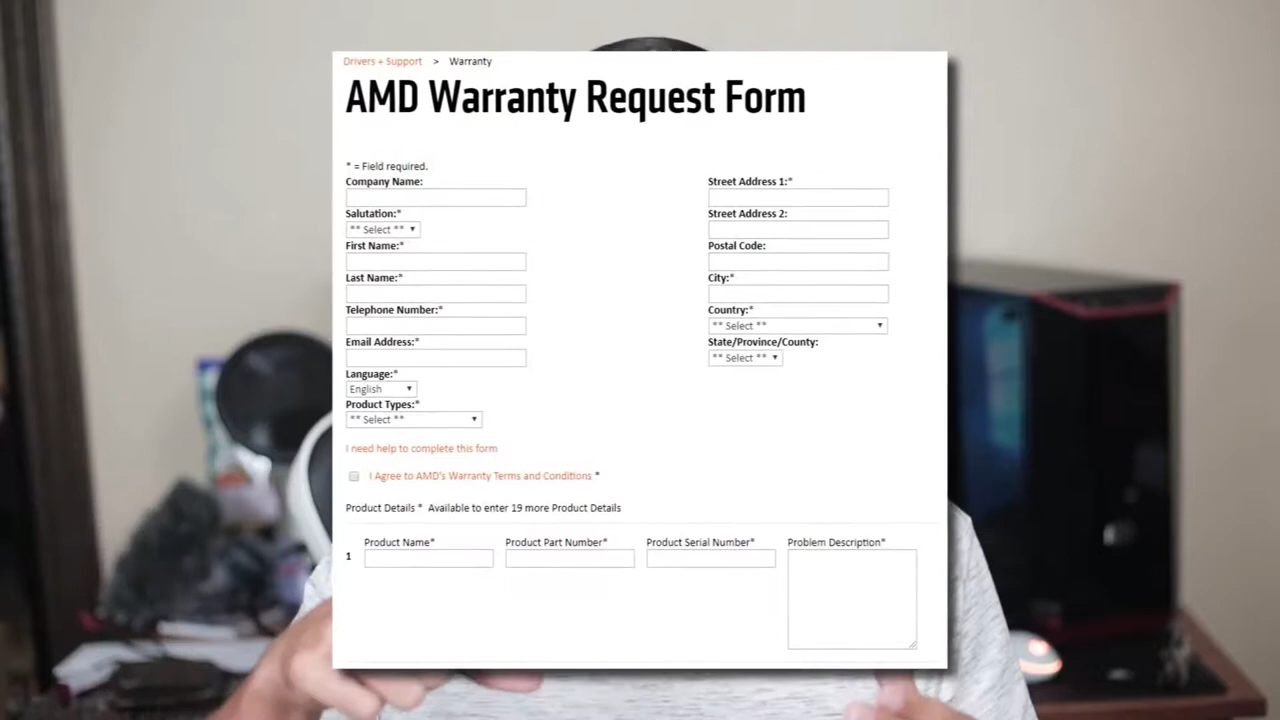 Drivers + Support > Warranty
AMD Warranty Request Form
* = Field required.
Company Name:
Salutation:*
** Select **
First Name:*
Last Name:*
Telephone Number:*
Email Address:*
Language:*
English
Product Types:*
** Select **
Street Address 1:*
Street Address 2:
Postal Code:
City:*
Country:*
** Select **
State/Province/County:
** Select **
I need help to complete this form
I Agree to AMD's Warranty Terms and Conditions *
Product Details * Available to enter 19 more Product Details
Product Name* Product Part Number* Product Serial Number* Problem Description*
1